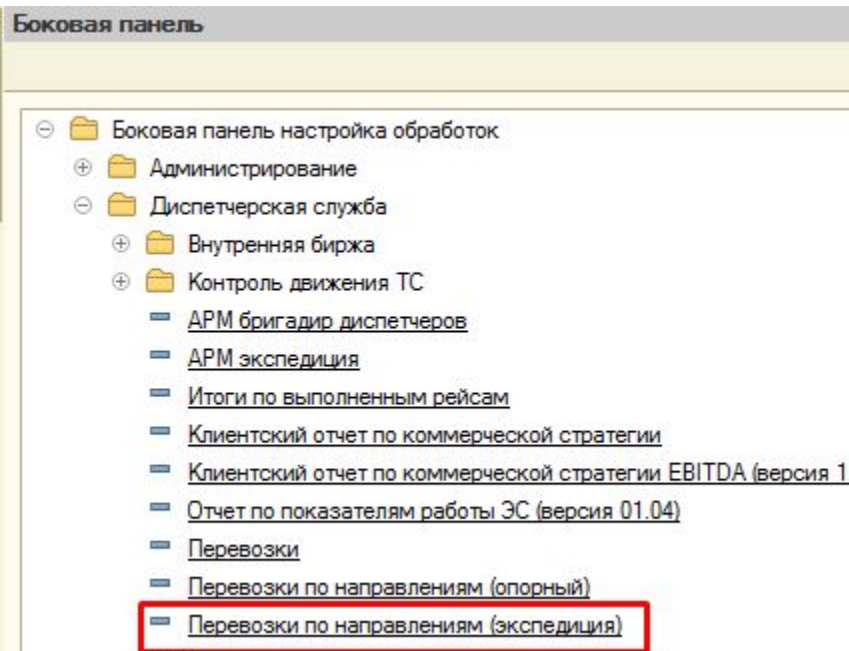 Боковая панель
Боковая панель настройка обработок
Администрирование
Диспетчерская служба
Внутренняя биржа
Контроль движения ТС
АРМ бригадир диспетчеров
АРМ экспедиция
Итоги по выполненным рейсам
Клиентский отчет по коммерческой стратегии
Клиентский отчет по коммерческой стратегии EBITDA (версия 1
Отчет по показателям работы ЭС (версия 01.04)
Перевозки
Перевозки по направлениям (опорный)
Перевозки по направлениям (экспедиция)